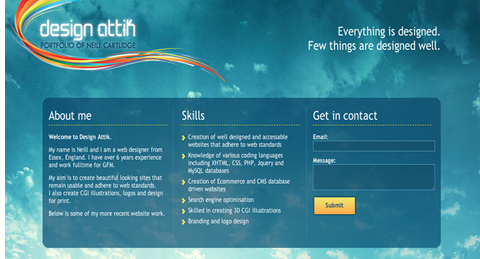 design attik
PORTFOLIO OF NEILL CARTLIDGE
Everything is designed.
Few things are designed well.
About me
Welcome to Design Attik.
My name is Neill and I am a web designer from
Essex, England. I have over 6 years experience
and work fulltime for GFM.
My aim is to create beautiful looking sites that
remain usable and adhere to web standards.
I also create CGI illustrations, logos and design
for print.
Below is some of my more recent website work.
Skills
Creation of well designed and accessable
websites that adhere to web standards
Knowledge of various coding languages
including XHTML, CSS, PHP, Jquery and
MySQL databases
Creation of Ecommerce and CMS database
driven websites
Search engine optimisation
Skilled in creating 3D CGI illustrations
Branding and logo design
Get in contact
Email:
Message:
Submit